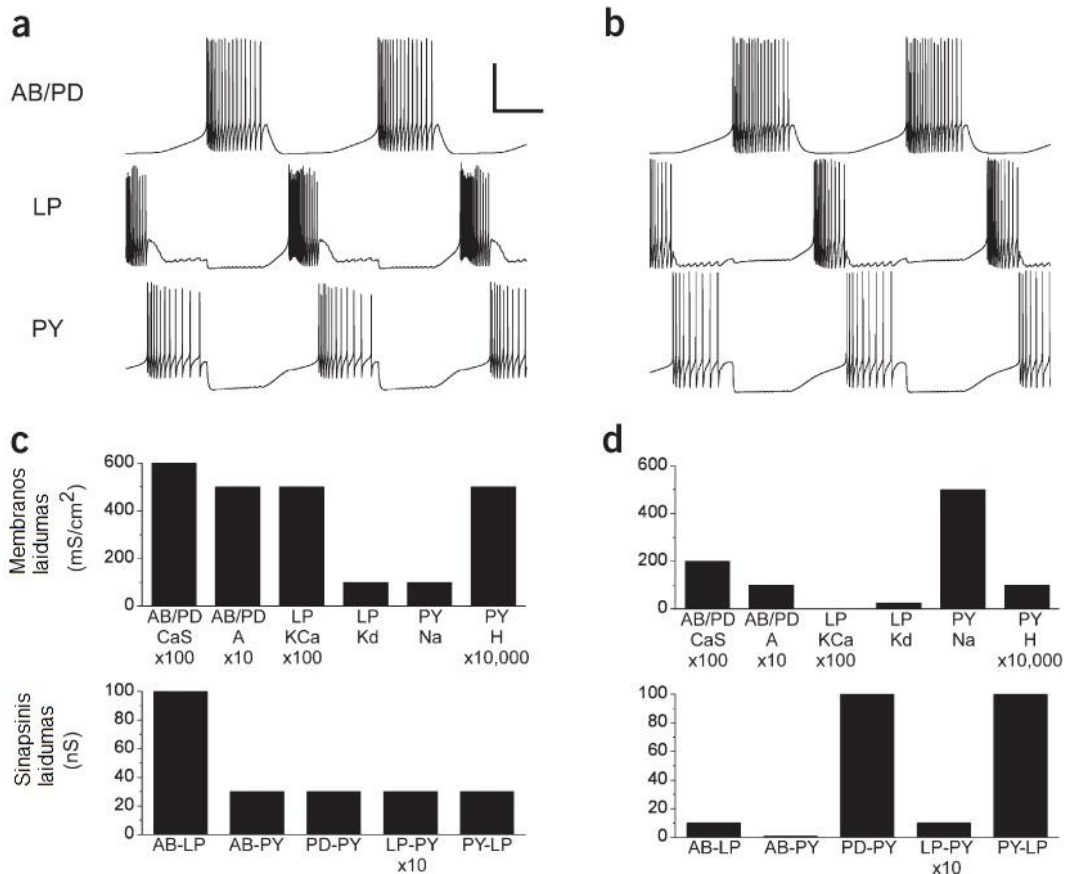 a
b
AB/PD
LP
PY
c
Membranos
laidumas
(mS/cm²)
600
400
200
0
AB/PD AB/PD LP LP PY PY
CaS A KCa Kd Na H
x100 x10 x100 x10,000
Sinapsinis
laidumas
(nS)
100
80
60
40
20
0
AB-LP AB-PY PD-PY LP-PY PY-LP
x10
d
600
400
200
0
AB/PD AB/PD LP LP PY PY
CaS A KCa Kd Na H
x100 x10 x100 x10,000
100
80
60
40
20
0
AB-LP AB-PY PD-PY LP-PY PY-LP
x10